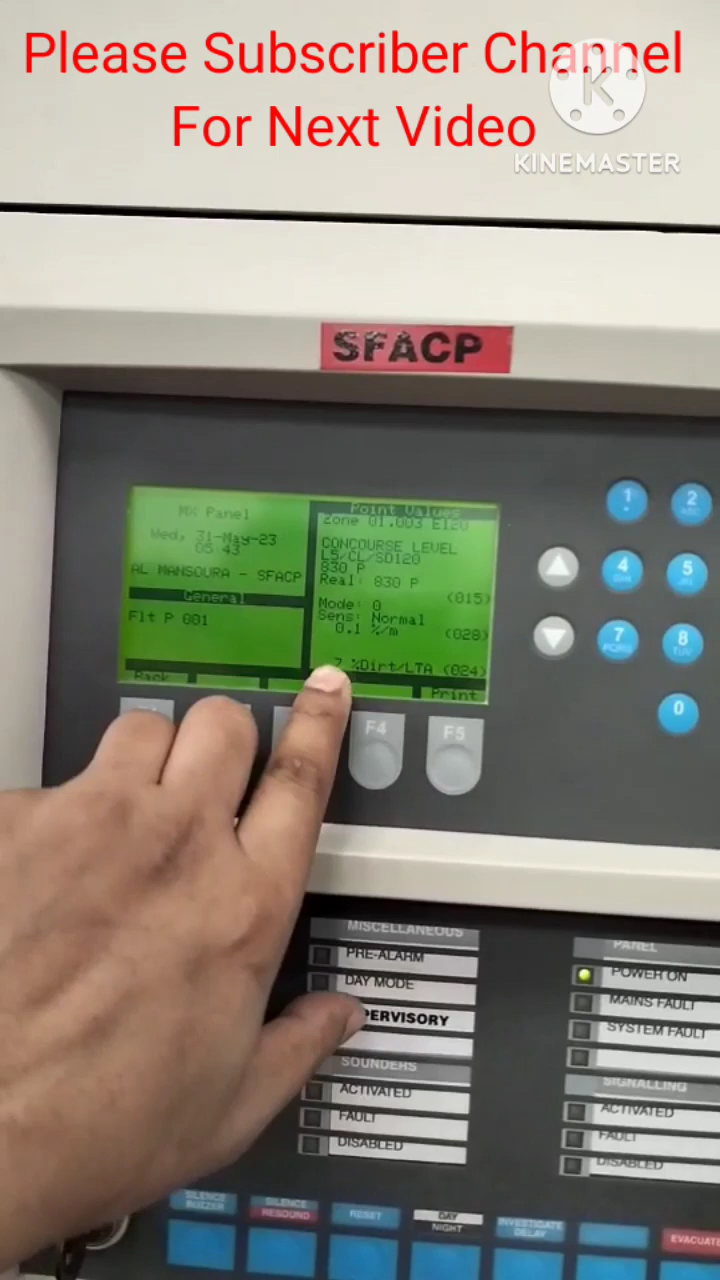 Please Subscriber Channel
For Next Video
KINEMASTER
SFACP
MX Panel
Wed, 31-May-23
05:43
AL MANSOURA - SFACP
General
Flt P 001
Point Values
Zone 01.003 E120
CONCOURSE LEVEL
L5/CL/SD120
830 P
Real: 830 P
(015)
Mode: 0
Sens: Normal
0.1 %/m (028)
7 %Dirt/LTA (024)
Back
Print
F4
F5
1
2
ABC
4
5
7
PQRS
8
TUV
0
MISCELLANEOUS
PRE-ALARM
DAY MODE
PERVISORY
SOUNDERS
ACTIVATED
FAULT
DISABLED
PANEL
POWER ON
MAINS FAULT
SYSTEM FAULT
SIGNALLING
ACTIVATED
FAULT
DISABLED
SILENCE
BUZZER
SILENCE
RESOUND
RESET
DAY
NIGHT
INVESTIGATE
DELAY
EVACUATE